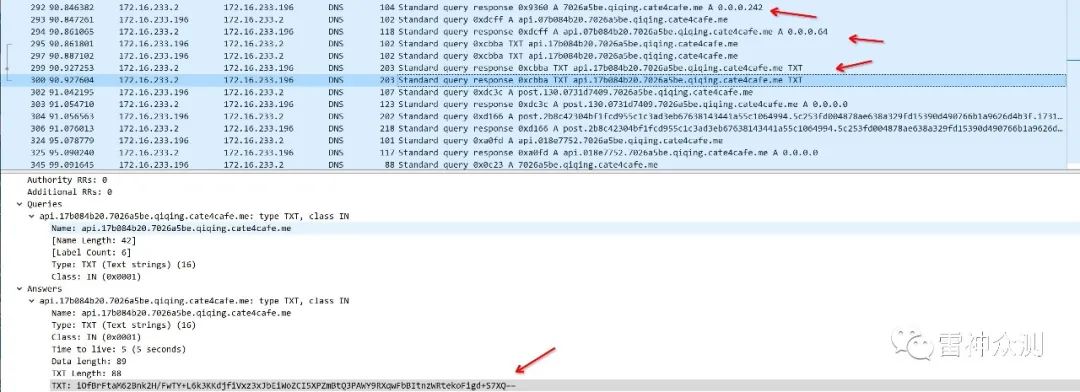 292 90.846382 172.16.233.2 172.16.233.196 DNS 104 Standard query response 0x9360 A 7026a5be.qiqing.cate4cafe.me A 0.0.0.242
293 90.847261 172.16.233.196 172.16.233.2 DNS 102 Standard query 0xdcff A api.07b084b20.7026a5be.qiqing.cate4cafe.me
294 90.861065 172.16.233.2 172.16.233.196 DNS 118 Standard query response 0xdcff A api.07b084b20.7026a5be.qiqing.cate4cafe.me A 0.0.0.64
295 90.861801 172.16.233.196 172.16.233.2 DNS 102 Standard query 0xcbba TXT api.17b084b20.7026a5be.qiqing.cate4cafe.me
297 90.887102 172.16.233.196 172.16.233.2 DNS 102 Standard query 0xcbba TXT api.17b084b20.7026a5be.qiqing.cate4cafe.me
299 90.927253 172.16.233.2 172.16.233.196 DNS 203 Standard query response 0xcbba TXT api.17b084b20.7026a5be.qiqing.cate4cafe.me TXT
300 90.927604 172.16.233.2 172.16.233.196 DNS 203 Standard query response 0xcbba TXT api.17b084b20.7026a5be.qiqing.cate4cafe.me TXT
302 91.042195 172.16.233.196 172.16.233.2 DNS 107 Standard query 0xdc3c A post.130.0731d7409.7026a5be.qiqing.cate4cafe.me
303 91.054710 172.16.233.2 172.16.233.196 DNS 123 Standard query response 0xdc3c A post.130.0731d7409.7026a5be.qiqing.cate4cafe.me A 0.0.0.0
304 91.056563 172.16.233.196 172.16.233.2 DNS 202 Standard query 0xd166 A post.2b8c42304bf1fcd955c1c3ad3eb67638143441a55c1064994.5c253fd004878ae638a329fd15390d490766b1a9626d4b3f.1731…
306 91.076013 172.16.233.2 172.16.233.196 DNS 218 Standard query response 0xd166 A post.2b8c42304bf1fcd955c1c3ad3eb67638143441a55c1064994.5c253fd004878ae638a329fd15390d490766b1a9626d…
324 95.078779 172.16.233.196 172.16.233.2 DNS 101 Standard query 0xa0fd A api.018e7752.7026a5be.qiqing.cate4cafe.me
325 95.090240 172.16.233.2 172.16.233.196 DNS 117 Standard query response 0xa0fd A api.018e7752.7026a5be.qiqing.cate4cafe.me A 0.0.0.0
345 99.091645 172.16.233.196 172.16.233.2 DNS 88 Standard query 0x0c23 A 7026a5be.qiqing.cate4cafe.me
Authority RRs: 0
Additional RRs: 0
Queries
api.17b084b20.7026a5be.qiqing.cate4cafe.me: type TXT, class IN
Name: api.17b084b20.7026a5be.qiqing.cate4cafe.me
[Name Length: 42]
[Label Count: 6]
Type: TXT (Text strings) (16)
Class: IN (0x0001)
Answers
api.17b084b20.7026a5be.qiqing.cate4cafe.me: type TXT, class IN
Name: api.17b084b20.7026a5be.qiqing.cate4cafe.me
Type: TXT (Text strings) (16)
Class: IN (0x0001)
Time to live: 5 (5 seconds)
Data length: 89
TXT Length: 88
TXT: iOfBrFtaM62Bnk2H/FwTY+L6k3KKdjfiVxz3xJbEiWoZCI5XPZmBtQ3PAWY9RXqwFbBItnzWRtekoFigd+S7XQ==
雷神众测